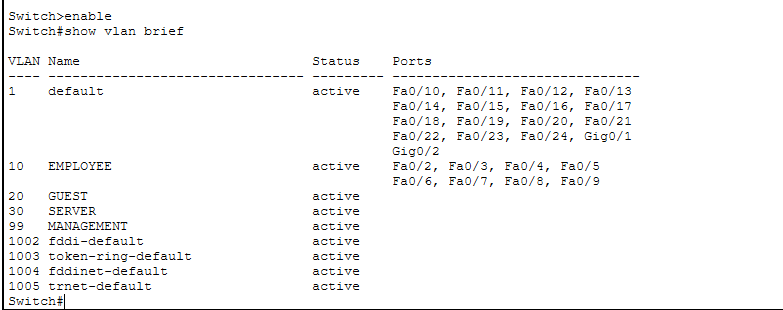 Switch>enable
Switch#show vlan brief
VLAN Name                             Status    Ports
---- -------------------------------- --------- -------------------------------
1    default                          active    Fa0/10, Fa0/11, Fa0/12, Fa0/13
                                                Fa0/14, Fa0/15, Fa0/16, Fa0/17
                                                Fa0/18, Fa0/19, Fa0/20, Fa0/21
                                                Fa0/22, Fa0/23, Fa0/24, Gig0/1
                                                Gig0/2
10   EMPLOYEE                         active    Fa0/2, Fa0/3, Fa0/4, Fa0/5
                                                Fa0/6, Fa0/7, Fa0/8, Fa0/9
20   GUEST                            active
30   SERVER                           active
99   MANAGEMENT                       active
1002 fddi-default                     active
1003 token-ring-default               active
1004 fddinet-default                  active
1005 trnet-default                    active
Switch#